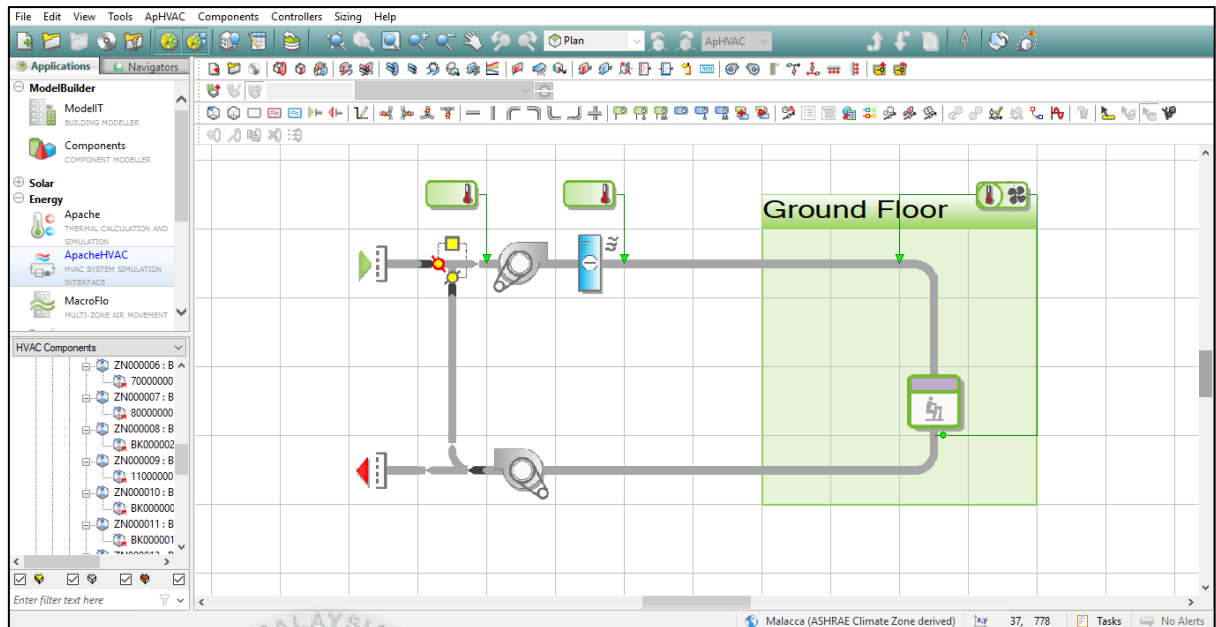 File Edit View Tools ApHVAC Components Controllers Sizing Help
Plan
ApHVAC
Applications
Navigators
ModelBuilder
ModelIT
BUILDING MODELLER
Components
COMPONENT MODELLER
Solar
Energy
Apache
THERMAL CALCULATION AND
SIMULATION
ApacheHVAC
HVAC SYSTEM SIMULATION
INTERFACE
MacroFlo
MULTI-ZONE AIR MOVEMENT
HVAC Components
ZN000006 : B
70000000
ZN000007 : B
80000000
ZN000008 : B
BK000002
ZN000009 : B
11000000
ZN000010 : B
BK000000
ZN000011 : B
BK000001
Enter filter text here
Ground Floor
Malacca (ASHRAE Climate Zone derived)
x,y
37, 778
Tasks
No Alerts